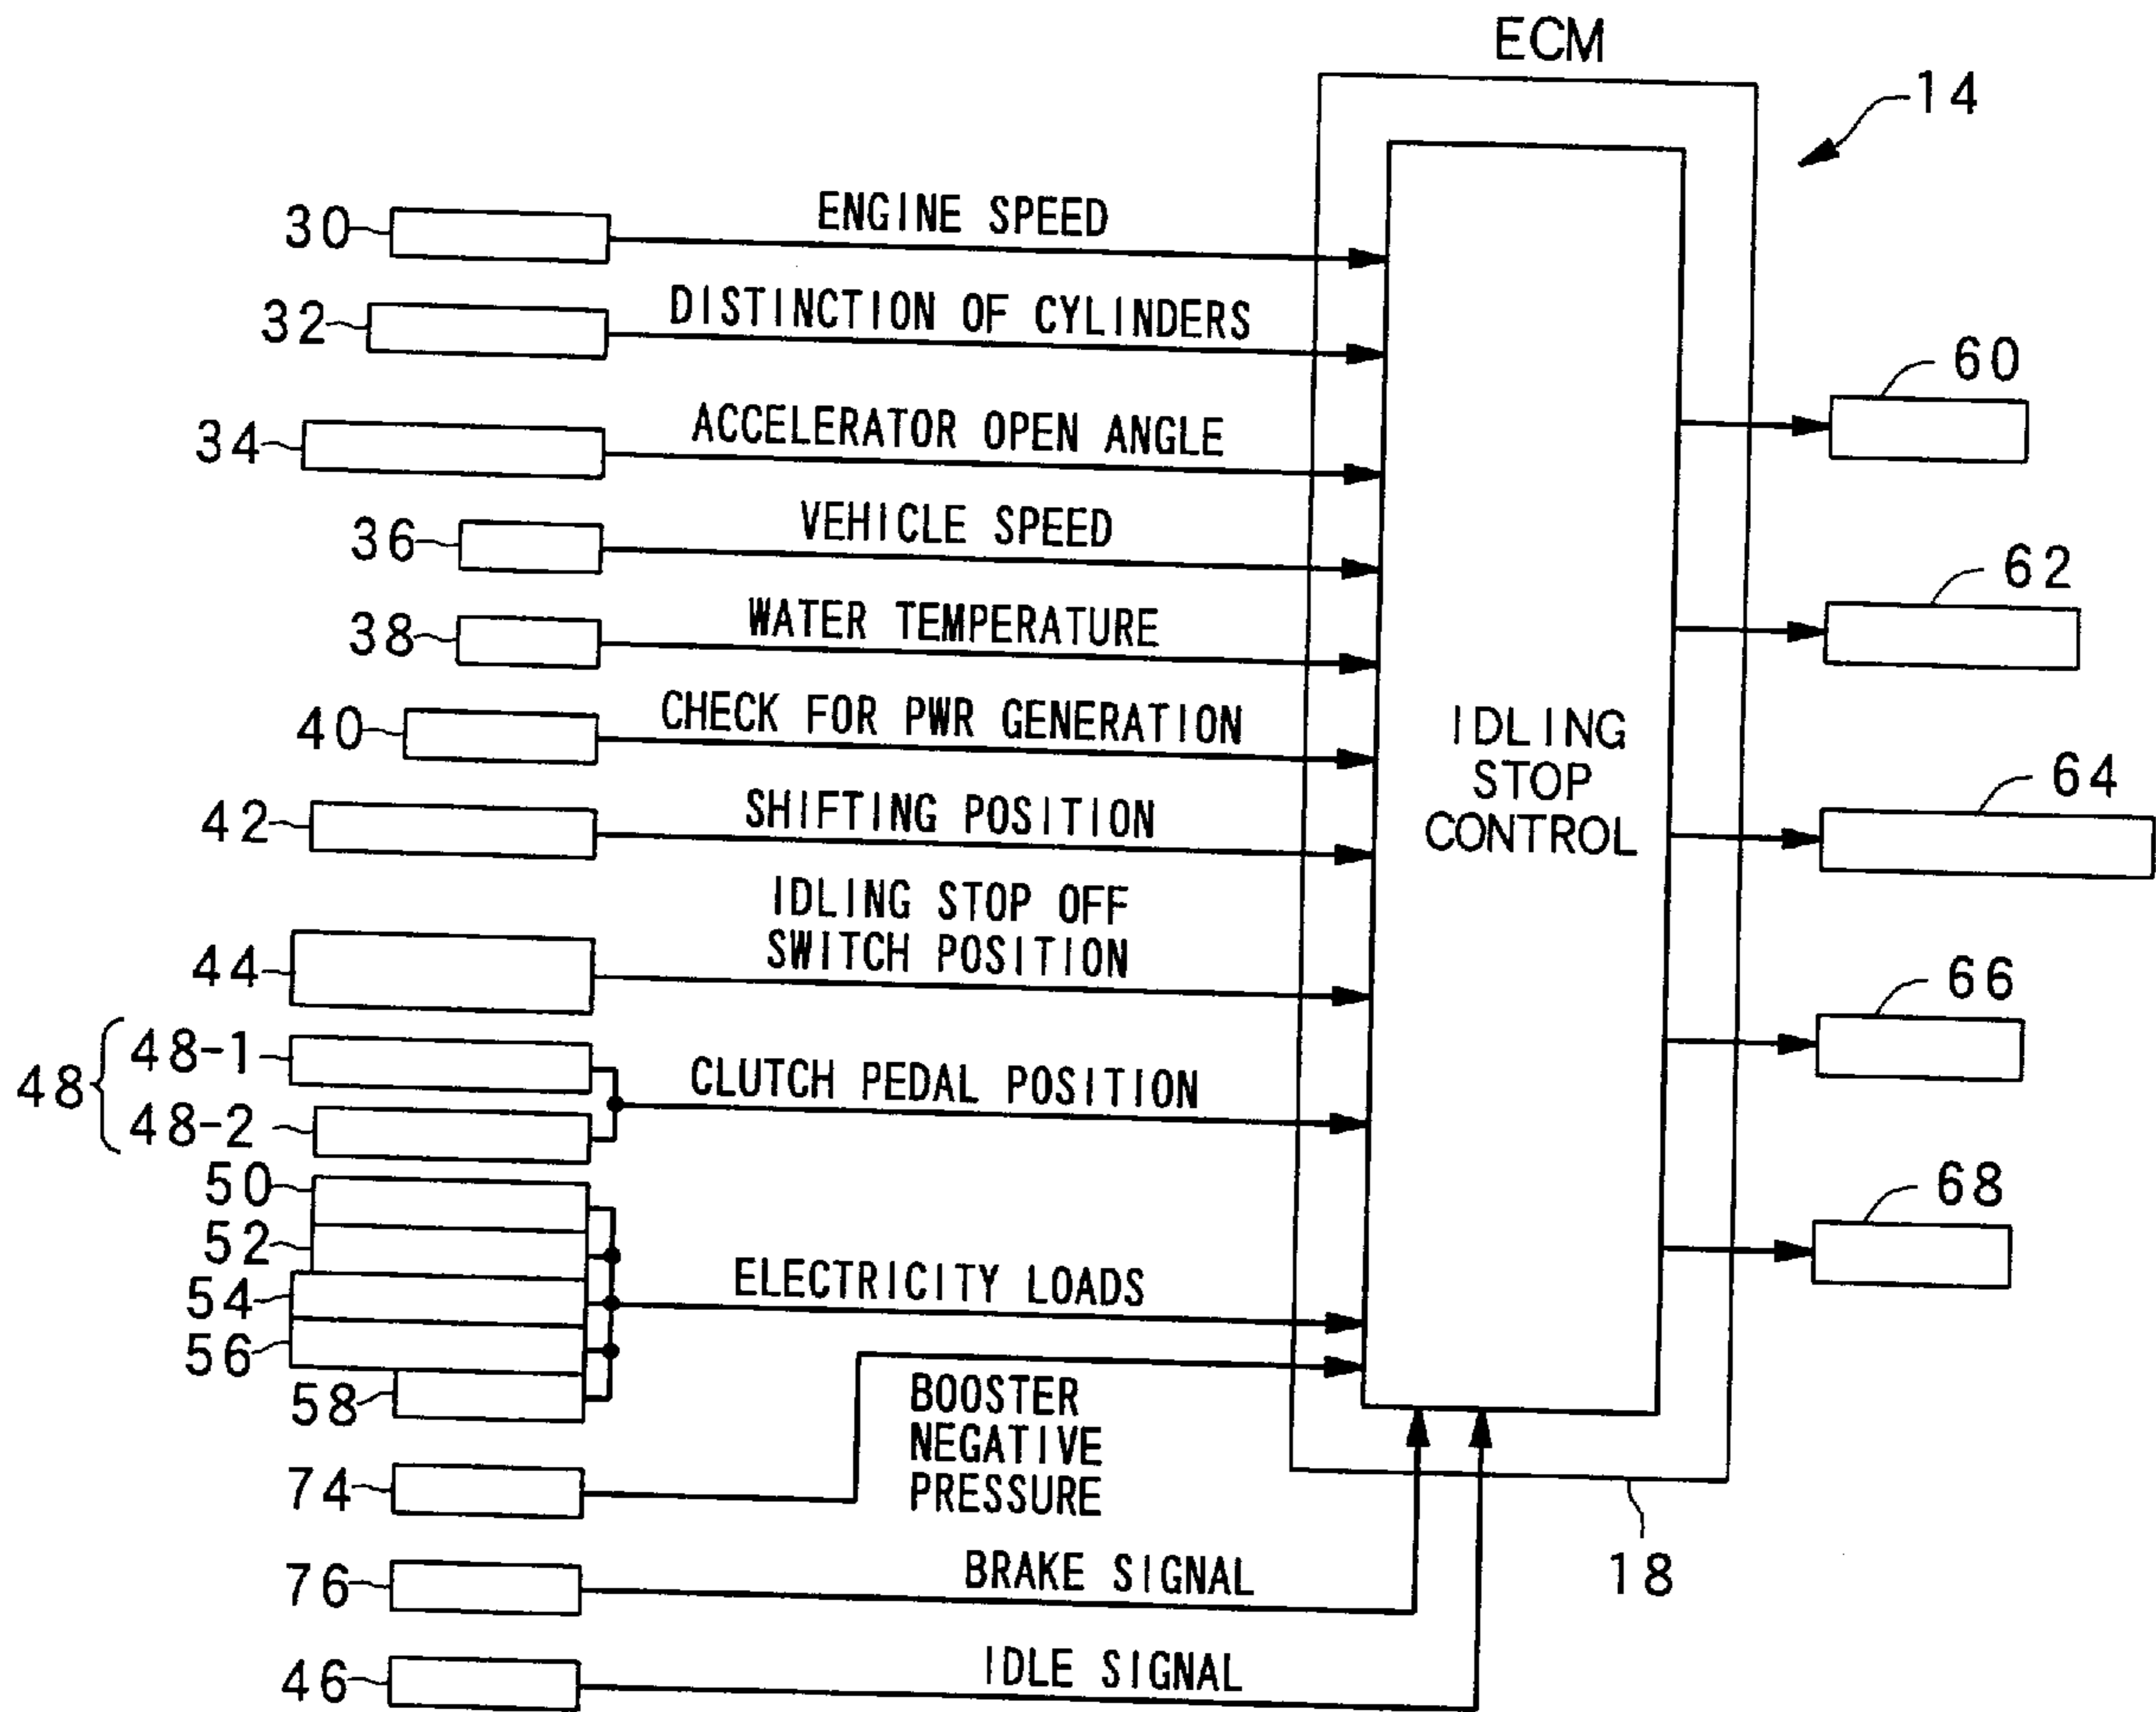 ECM
14
30
ENGINE SPEED
32
DISTINCTION OF CYLINDERS
34
ACCELERATOR OPEN ANGLE
36
VEHICLE SPEED
38
WATER TEMPERATURE
40
CHECK FOR PWR GENERATION
42
SHIFTING POSITION
44
IDLING STOP OFF
SWITCH POSITION
48
48-1
48-2
CLUTCH PEDAL POSITION
50
52
54
56
58
ELECTRICITY LOADS
74
BOOSTER
NEGATIVE
PRESSURE
76
BRAKE SIGNAL
46
IDLE SIGNAL
IDLING
STOP
CONTROL
60
62
64
66
68
18